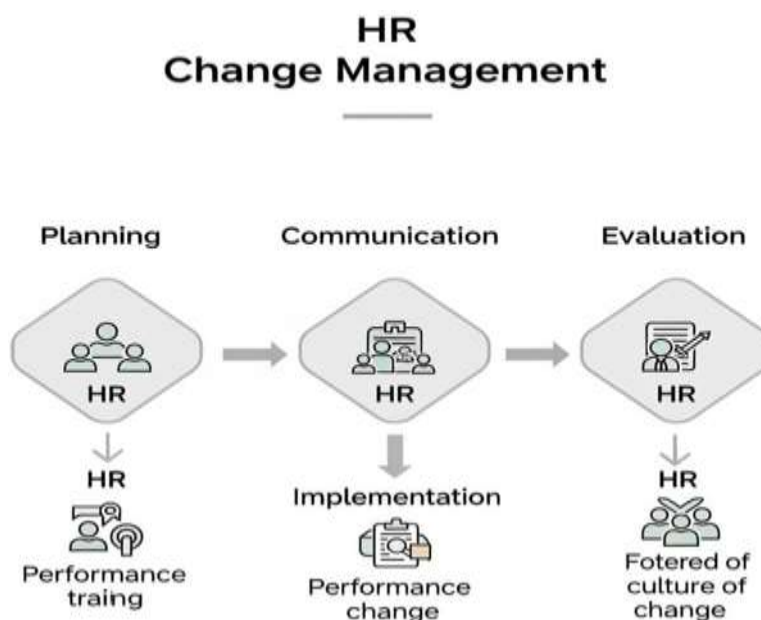 HR
Change Management
Planning
Communication
Evaluation
HR
HR
HR
HR
Performance
traiing
Implementation
Performance
change
HR
Fotered of
culture of
change